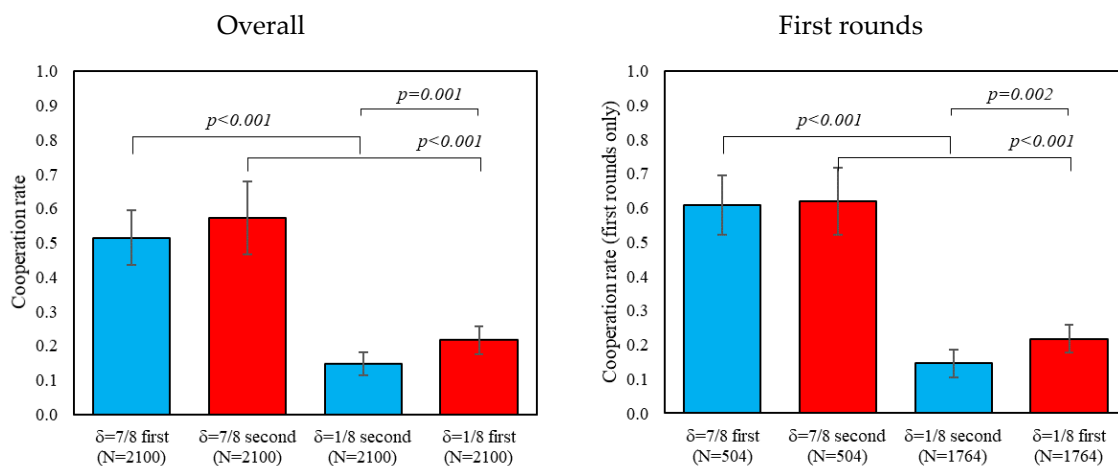 Overall
Cooperation rate
1.0
0.9
0.8
0.7
0.6
0.5
0.4
0.3
0.2
0.1
0.0
p=0.001
p<0.001
p<0.001
δ=7/8 first δ=7/8 second δ=1/8 second δ=1/8 first
(N=2100) (N=2100) (N=2100) (N=2100)
First rounds
Cooperation rate (first rounds only)
1.0
0.9
0.8
0.7
0.6
0.5
0.4
0.3
0.2
0.1
0.0
p=0.002
p<0.001
p<0.001
δ=7/8 first δ=7/8 second δ=1/8 second δ=1/8 first
(N=504) (N=504) (N=1764) (N=1764)